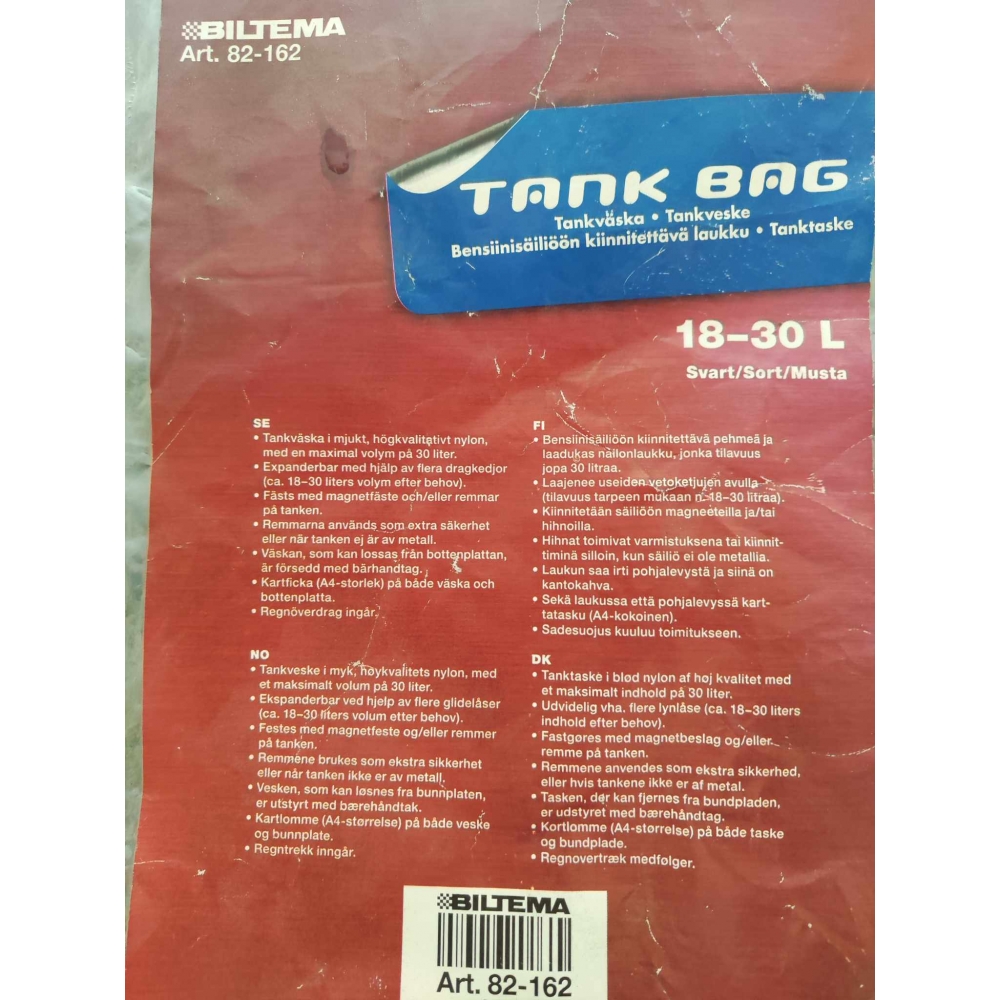 BILTEMA
Art. 82-162
TANK BAG
Tankväska • Tankveske
Bensiinisäiliöön kiinnitettävä laukku • Tanktaske
18–30 L
Svart/Sort/Musta
SE
• Tankväska i mjukt, högkvalitativt nylon,
med en maximal volym på 30 liter.
• Expanderbar med hjälp av flera dragkedjor
(ca. 18–30 liters volym efter behov).
• Fästs med magnetfäste och/eller remmar
på tanken.
• Remmarna används som extra säkerhet
eller när tanken ej är av metall.
• Väskan, som kan lossas från bottenplattan,
är försedd med bärhandtag.
• Kartficka (A4-storlek) på både väska och
bottenplatta.
• Regnöverdrag ingår.
FI
• Bensiinisäiliöön kiinnitettävä pehmeä ja
laadukas nailonlaukku, jonka tilavuus
jopa 30 litraa.
• Laajenee useiden vetoketjujen avulla
(tilavuus tarpeen mukaan n. 18–30 litraa).
• Kiinnitetään säiliöön magneeteilla ja/tai
hihnoilla.
• Hihnat toimivat varmistuksena tai kiinnit-
timinä silloin, kun säiliö ei ole metallia.
• Laukun saa irti pohjalevystä ja siinä on
kantokahva.
• Sekä laukussa että pohjalevyssä kart-
tatasku (A4-kokoinen).
• Sadesuojus kuuluu toimitukseen.
NO
• Tankveske i myk, høykvalitets nylon, med
et maksimalt volum på 30 liter.
• Ekspanderbar ved hjelp av flere glidelåser
(ca. 18–30 liters volum etter behov).
• Festes med magnetfeste og/eller remmer
på tanken.
• Remmene brukes som ekstra sikkerhet
eller når tanken ikke er av metall.
• Vesken, som kan løsnes fra bunnplaten,
er utstyrt med bærehåndtak.
• Kartlomme (A4-størrelse) på både veske
og bunnplate.
• Regntrekk inngår.
DK
• Tanktaske i blød nylon af høj kvalitet med
et maksimalt indhold på 30 liter.
• Udvidelig vha. flere lynlåse (ca. 18–30 liters
indhold efter behov).
• Fastgøres med magnetbeslag og/eller
remme på tanken.
• Remmene anvendes som ekstra sikkerhed,
eller hvis tankene ikke er af metal.
• Tasken, der kan fjernes fra bundpladen,
er udstyret med bærehåndtag.
• Kortlomme (A4-størrelse) på både taske
og bundplade.
• Regnovertræk medfølger.
BILTEMA
Art. 82-162